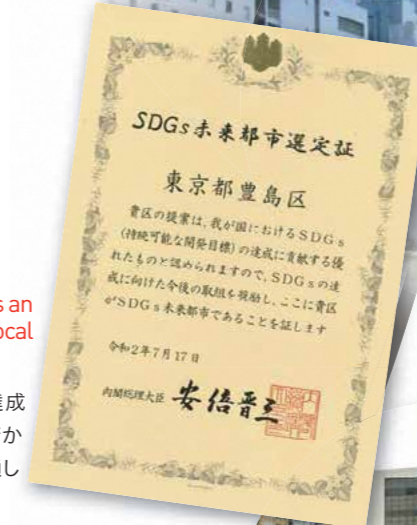 SDGs未来都市選定証
東京都豊島区
貴区の提案は、我が国におけるSDGs
(持続可能な開発目標)の達成に貢献する優
れたものと認められますので、SDGsの達
成に向けた今後の取組を奨励し、ここに貴区
がSDGs未来都市であることを証します
令和2年7月17日
内閣総理大臣 安倍晋三
s an
ocal
達成
か
し